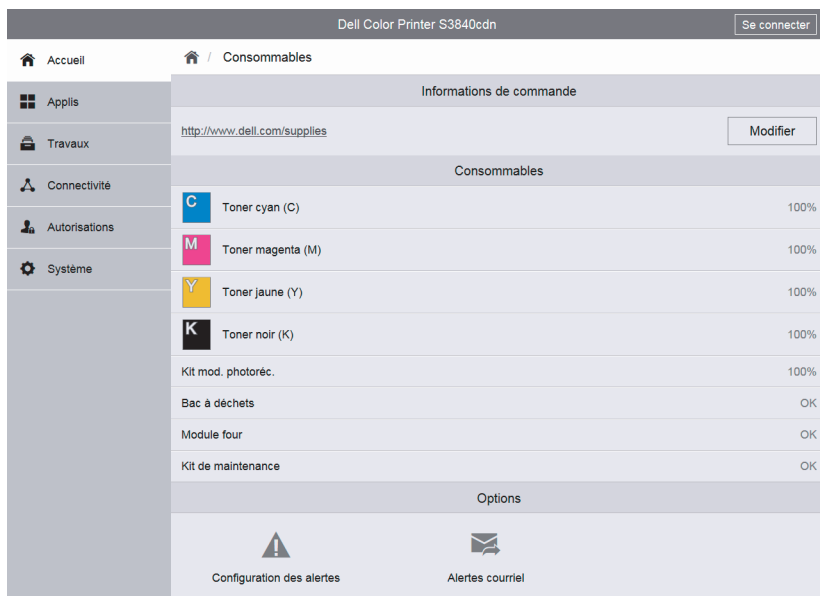 Dell Color Printer S3840cdn
Se connecter
Accueil
Applis
Travaux
Connectivité
Autorisations
Système
/ Consommables
Informations de commande
http://www.dell.com/supplies
Modifier
Consommables
C Toner cyan (C) 100%
M Toner magenta (M) 100%
Y Toner jaune (Y) 100%
K Toner noir (K) 100%
Kit mod. photoréc. 100%
Bac à déchets OK
Module four OK
Kit de maintenance OK
Options
Configuration des alertes
Alertes courriel